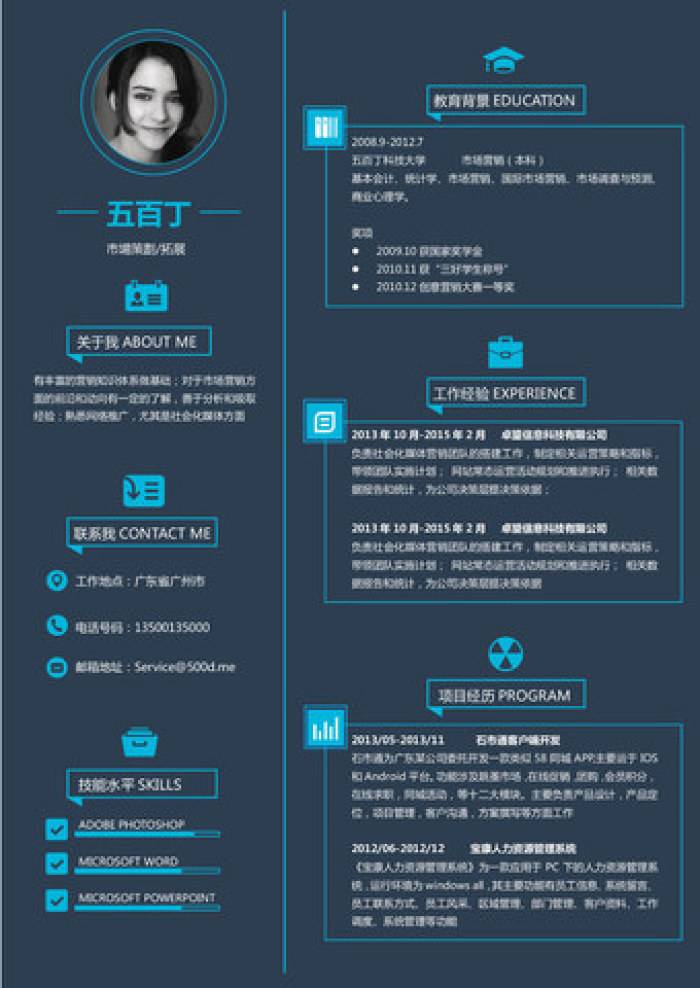 五百丁
市场策划/拓展
关于我 ABOUT ME
有丰富的营销知识体系做基础；对于市场营销方
面的前沿和动向有一定的了解，善于分析和吸取
经验；熟悉网络推广，尤其是社会化媒体方面
联系我 CONTACT ME
工作地点：广东省广州市
电话号码：13500135000
邮箱地址：Service@500d.me
技能水平 SKILLS
ADOBE PHOTOSHOP
MICROSOFT WORD
MICROSOFT POWERPOINT
教育背景 EDUCATION
2008.9-2012.7
五百丁科技大学 市场营销（本科）
基本会计、统计学、市场营销、国际市场营销、市场调查与预测、
商业心理学。
奖项
● 2009.10 获国家奖学金
● 2010.11 获“三好学生称号”
● 2010.12 创意营销大赛一等奖
工作经验 EXPERIENCE
2013 年 10 月-2015 年 2 月 卓望信息科技有限公司
负责社会化媒体营销团队的搭建工作，制定相关运营策略和指标，
带领团队实施计划； 网站常态运营活动规划和推进执行； 相关数
据报告和统计，为公司决策层提决策依据；
2013 年 10 月-2015 年 2 月 卓望信息科技有限公司
负责社会化媒体营销团队的搭建工作，制定相关运营策略和指标，
带领团队实施计划； 网站常态运营活动规划和推进执行； 相关数
据报告和统计，为公司决策层提决策依据
项目经历 PROGRAM
2013/05-2013/11 石市通客户端开发
石市通为广东某公司委托开发一款类似 58 同城 APP.主要运于 IOS
和 Android 平台, 功能涉及跳蚤市场 , 在线促销 , 团购 , 会员积分 ,
在线求职 , 同城活动 , 等十二大模块。主要负责产品设计，产品定
位，项目管理，客户沟通，方案撰写等方面工作
2012/06-2012/12 宝康人力资源管理系统
《宝康人力资源管理系统》为一款应用于 PC 下的人力资源管理系
统 , 运行环境为 windows all , 其主要功能有员工信息、系统留言、
员工联系方式、员工风采、区域管理、部门管理、客户资料、工作
调度、系统管理等功能